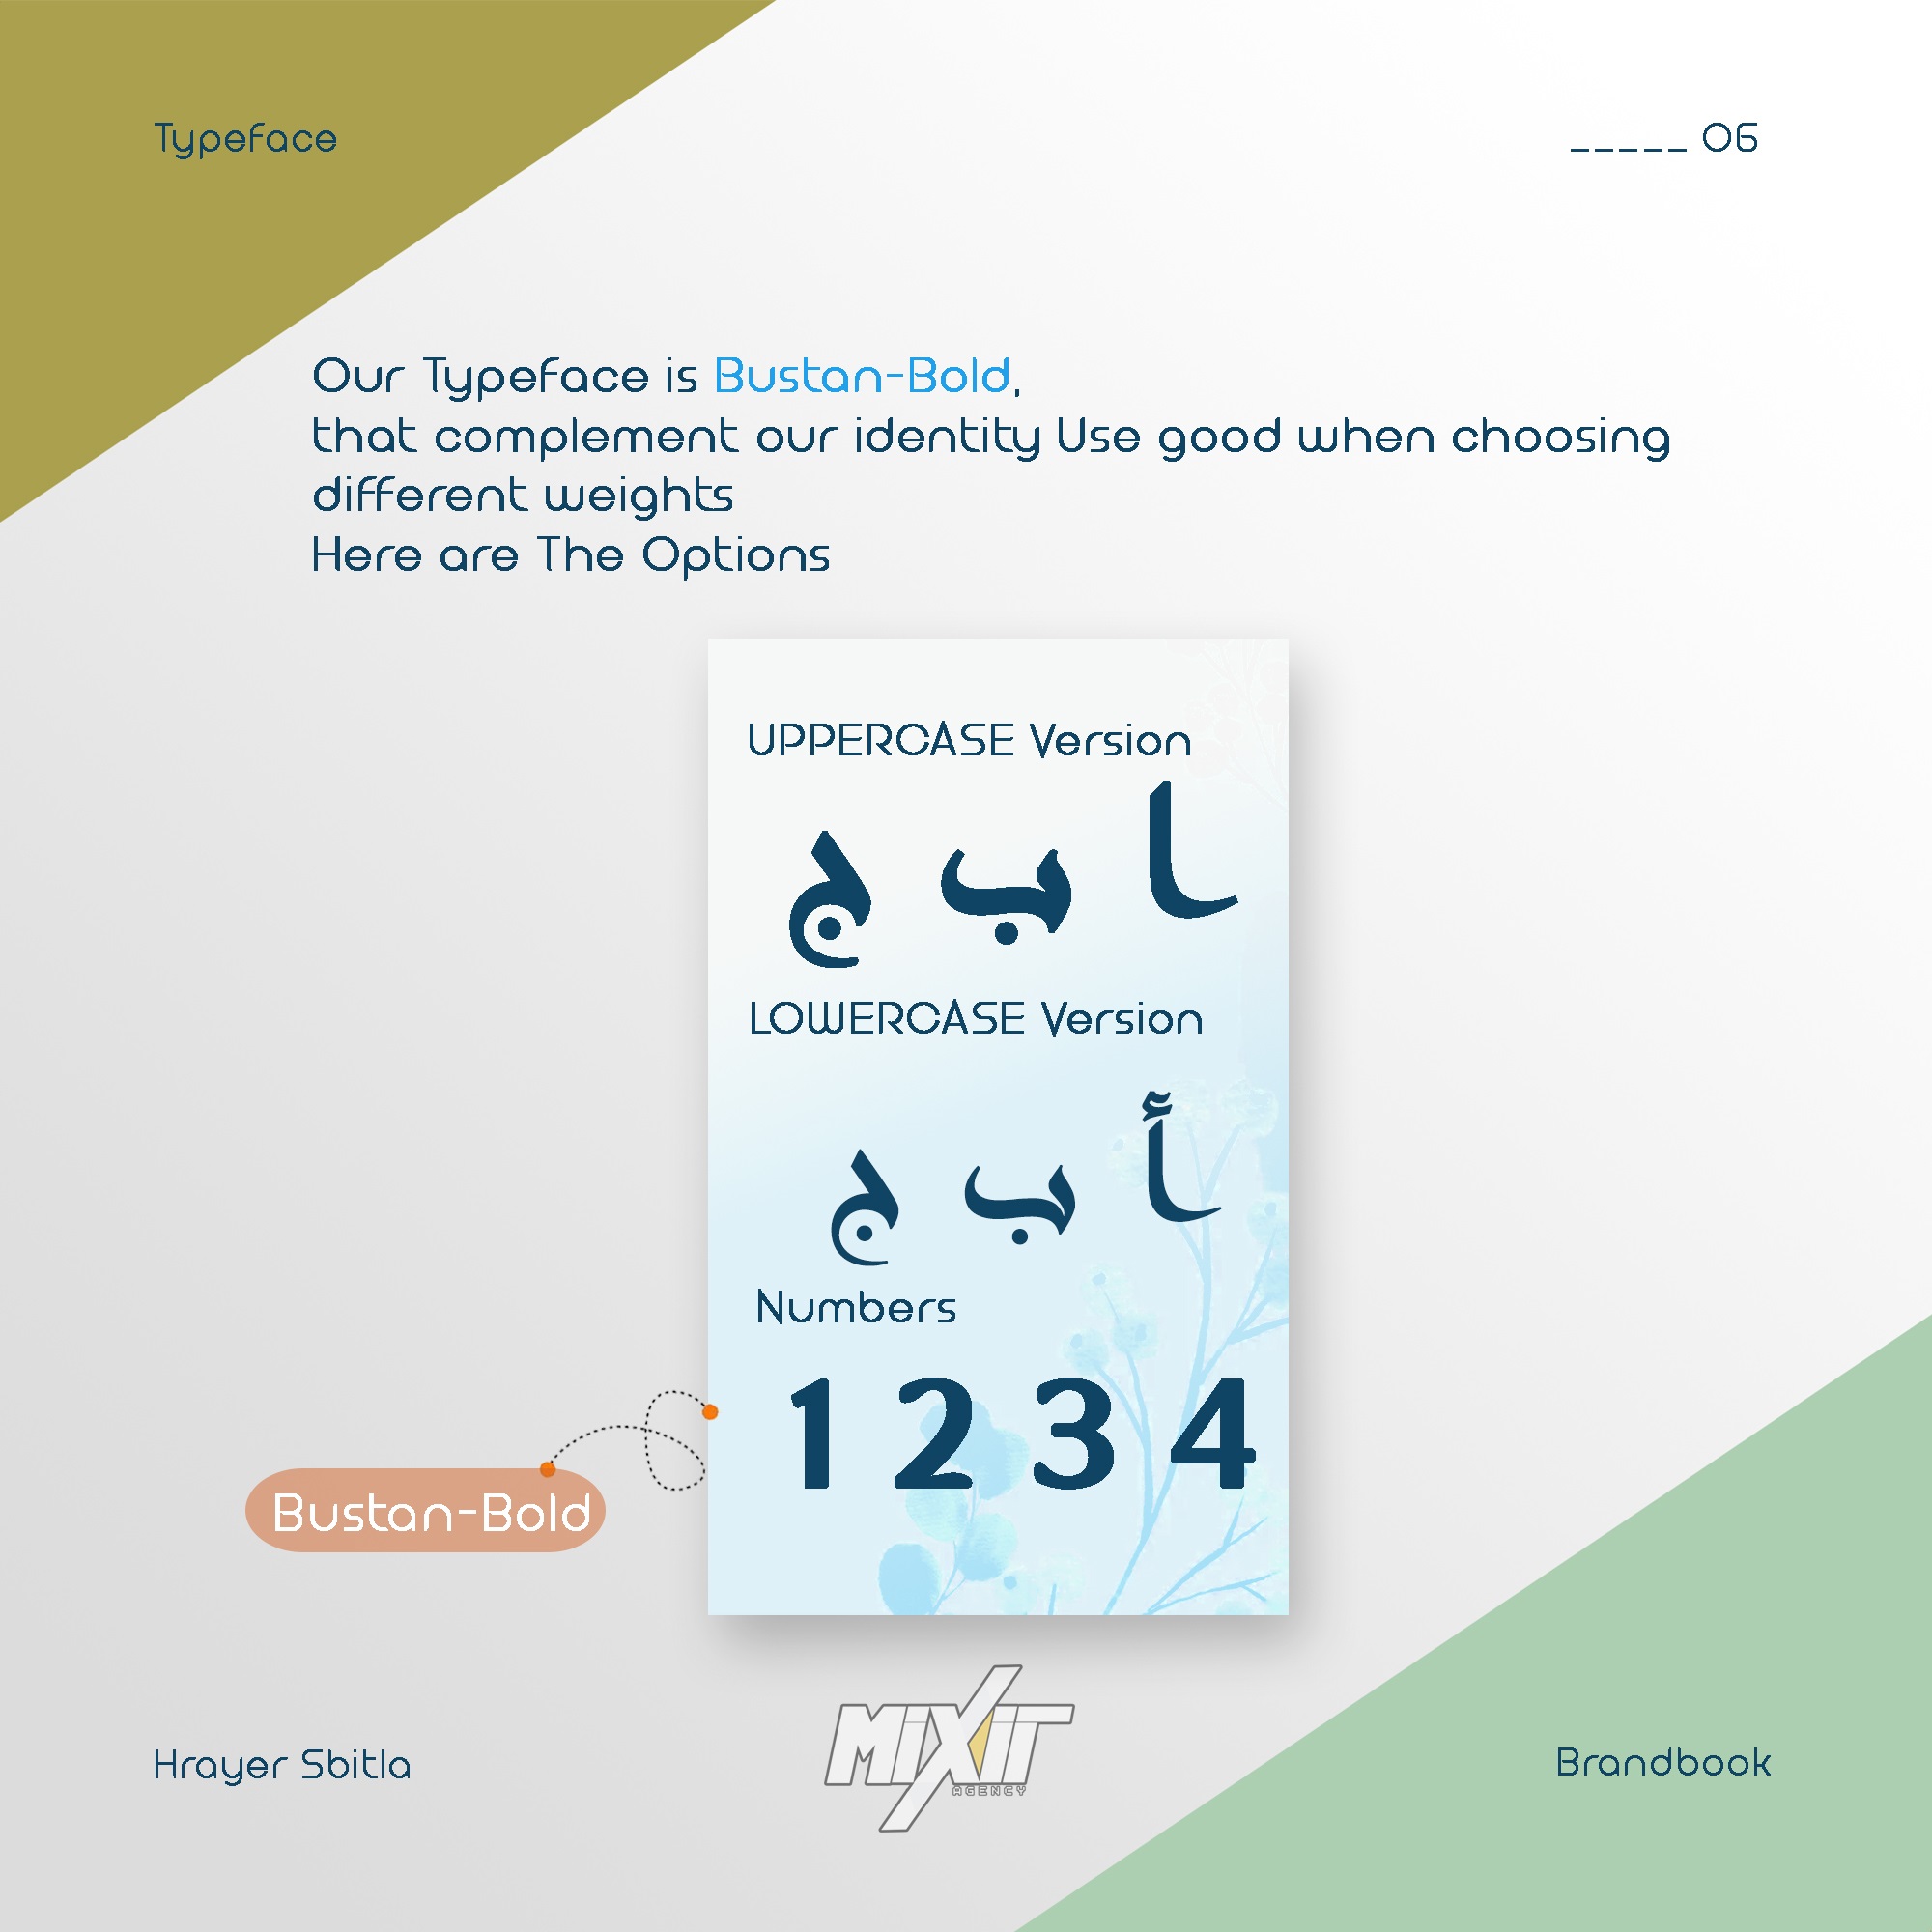 Typeface
_____ 06
Our Typeface is Bustan-Bold,
that complement our identity Use good when choosing
different weights
Here are The Options
UPPERCASE Version
ا ب ج
LOWERCASE Version
أ ب ج
Numbers
1 2 3 4
Bustan-Bold
MIXIT
AGENCY
Hrayer Sbitla
Brandbook